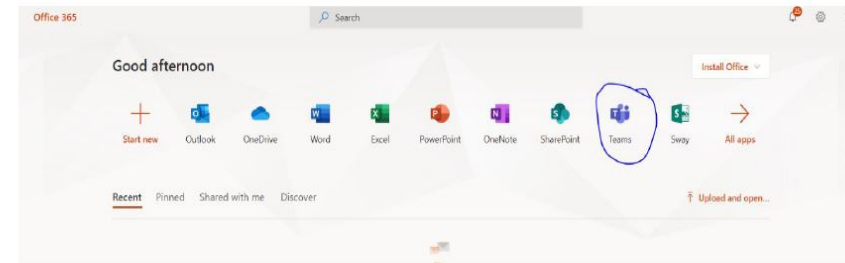 Office 365
Search
25
Good afternoon
Install Office
Start new
Outlook
OneDrive
Word
Excel
PowerPoint
OneNote
SharePoint
Teams
Sway
All apps
Recent
Pinned
Shared with me
Discover
Upload and open...